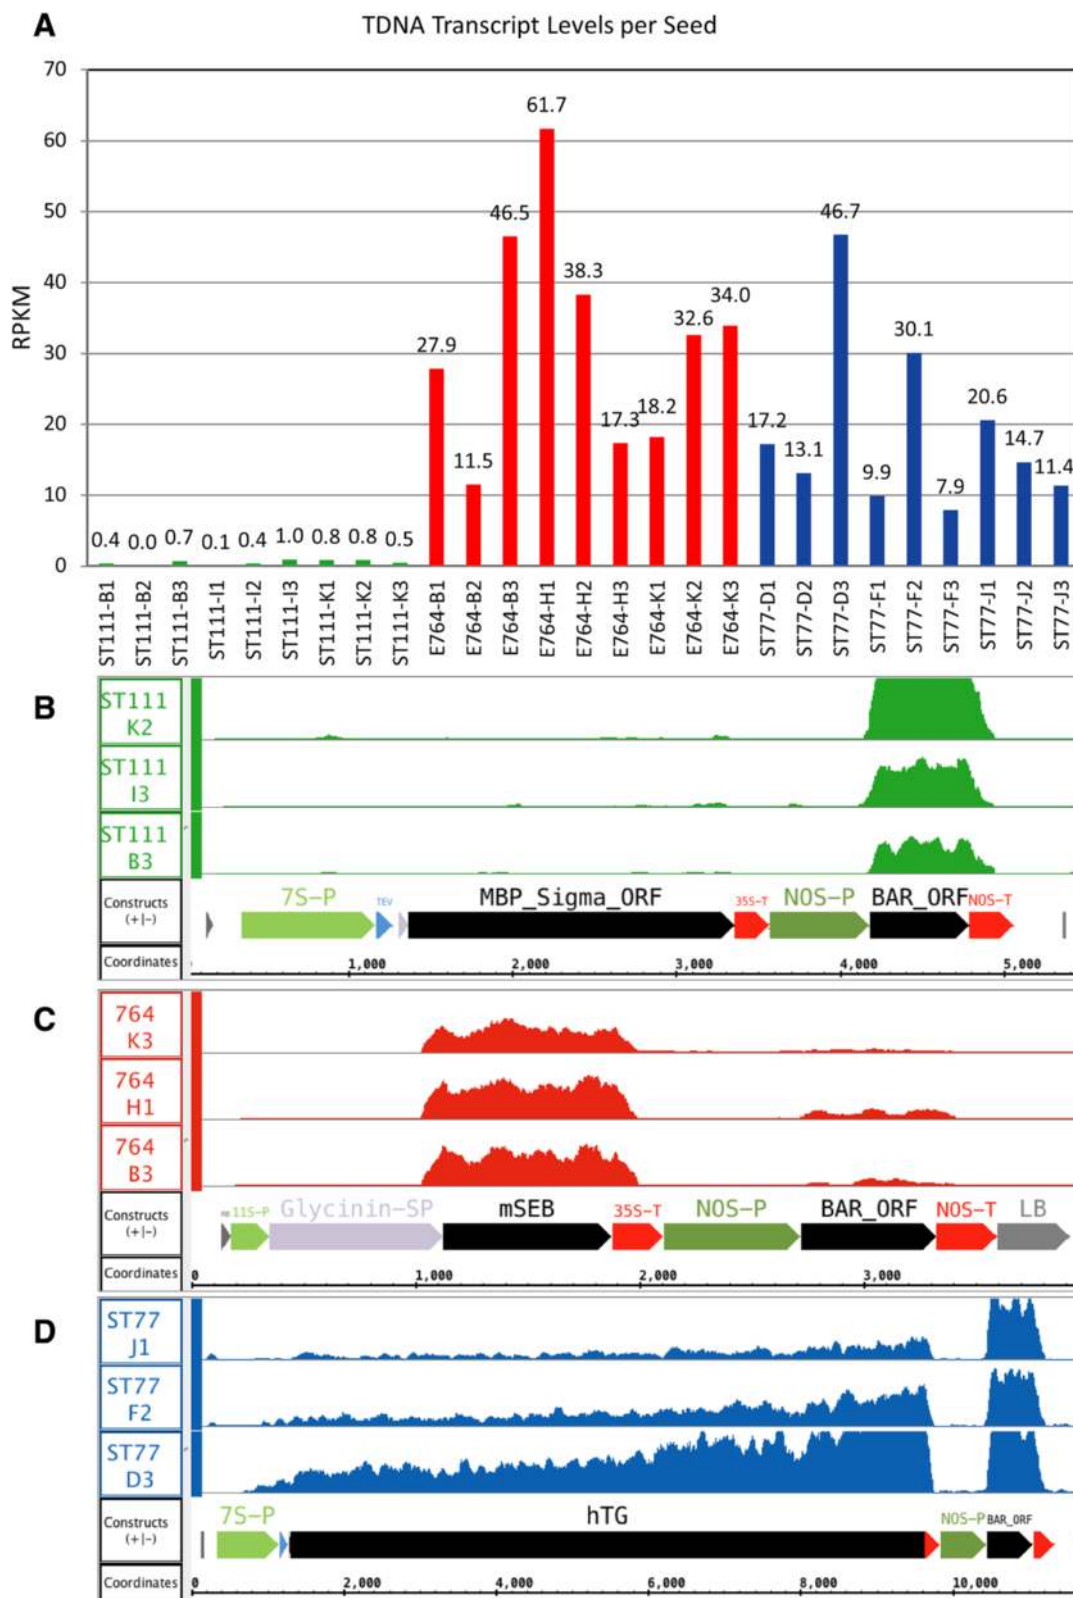 A
TDNA Transcript Levels per Seed
RPKM
70
60
50
40
30
20
10
0
0.4 0.0 0.7 0.1 0.4 1.0 0.8 0.8 0.5 27.9 11.5 46.5 61.7 38.3 17.3 18.2 32.6 34.0 17.2 13.1 46.7 9.9 30.1 7.9 20.6 14.7 11.4
ST111-B1 ST111-B2 ST111-B3 ST111-I1 ST111-I2 ST111-I3 ST111-K1 ST111-K2 ST111-K3 E764-B1 E764-B2 E764-B3 E764-H1 E764-H2 E764-H3 E764-K1 E764-K2 E764-K3 ST77-D1 ST77-D2 ST77-D3 ST77-F1 ST77-F2 ST77-F3 ST77-J1 ST77-J2 ST77-J3
B
ST111
K2
ST111
I3
ST111
B3
Constructs
(+|-)
7S-P TEV MBP_Sigma_ORF 35S-T NOS-P BAR_ORF NOS-T
Coordinates
1,000 2,000 3,000 4,000 5,000
C
764
K3
764
H1
764
B3
Constructs
(+|-)
11S-P Glycinin-SP mSEB 35S-T NOS-P BAR_ORF NOS-T LB
Coordinates
0 1,000 2,000 3,000
D
ST77
J1
ST77
F2
ST77
D3
Constructs
(+|-)
7S-P hTG NOS-P BAR_ORF
Coordinates
0 2,000 4,000 6,000 8,000 10,000